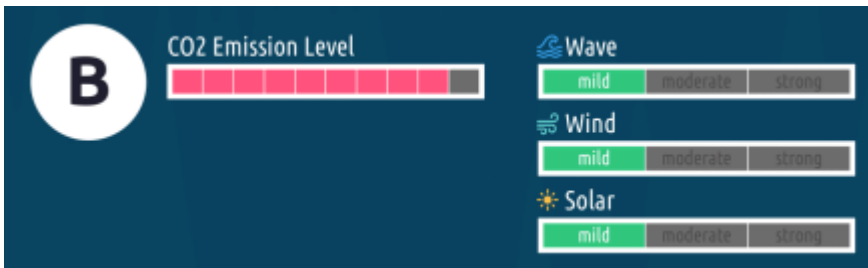 B
CO2 Emission Level
Wave
mild moderate strong
Wind
mild moderate strong
Solar
mild moderate strong